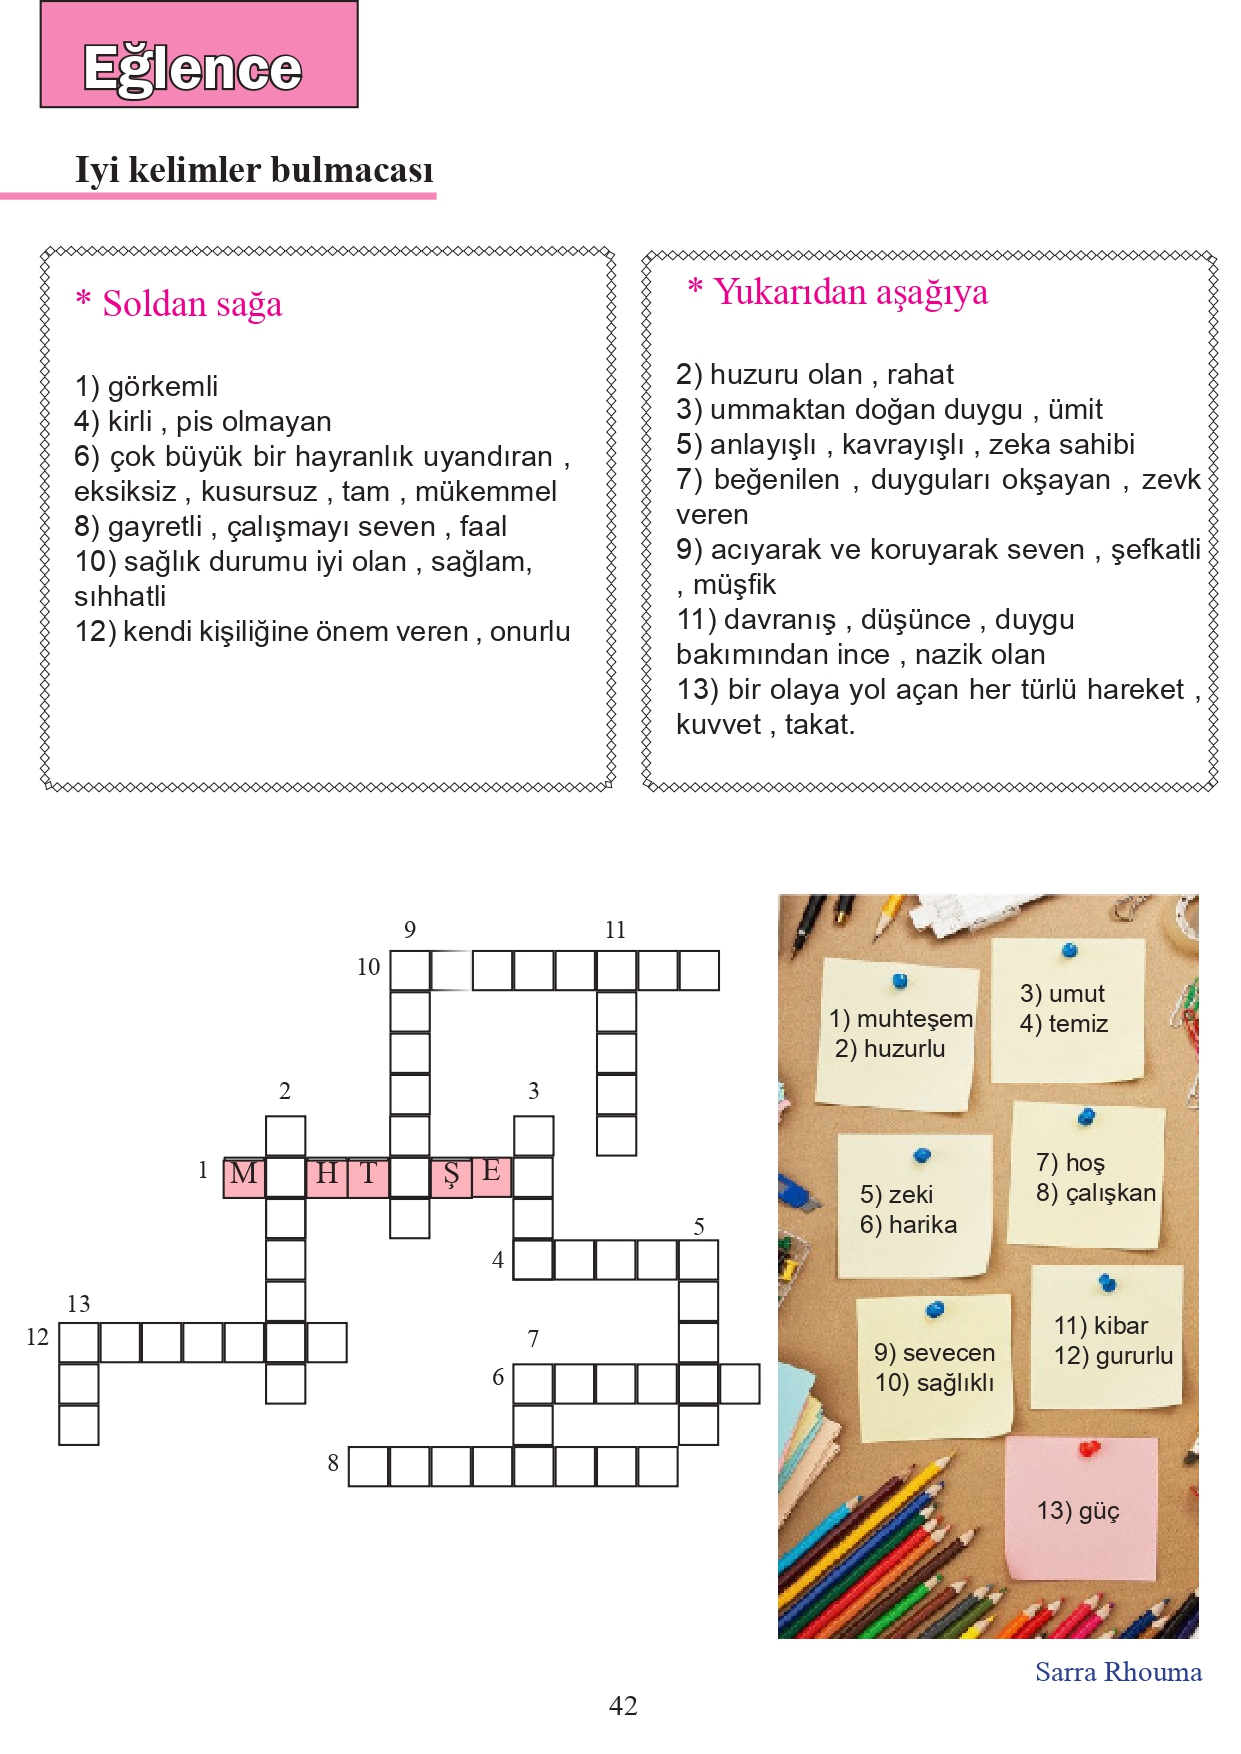 Eğlence
Iyi kelimler bulmacası
* Soldan sağa
1) görkemli
4) kirli , pis olmayan
6) çok büyük bir hayranlık uyandıran ,
eksiksiz , kusursuz , tam , mükemmel
8) gayretli , çalışmayı seven , faal
10) sağlık durumu iyi olan , sağlam,
sıhhatli
12) kendi kişiliğine önem veren , onurlu
* Yukarıdan aşağıya
2) huzuru olan , rahat
3) ummaktan doğan duygu , ümit
5) anlayışlı , kavrayışlı , zeka sahibi
7) beğenilen , duyguları okşayan , zevk
veren
9) acıyarak ve koruyarak seven , şefkatli
, müşfik
11) davranış , düşünce , duygu
bakımından ince , nazik olan
13) bir olaya yol açan her türlü hareket ,
kuvvet , takat.
9 11
10
2 3
1 M H T Ş E
5
4
13
12 7
6
8
1) muhteşem
2) huzurlu
3) umut
4) temiz
5) zeki
6) harika
7) hoş
8) çalışkan
9) sevecen
10) sağlıklı
11) kibar
12) gururlu
13) güç
Sarra Rhouma
42